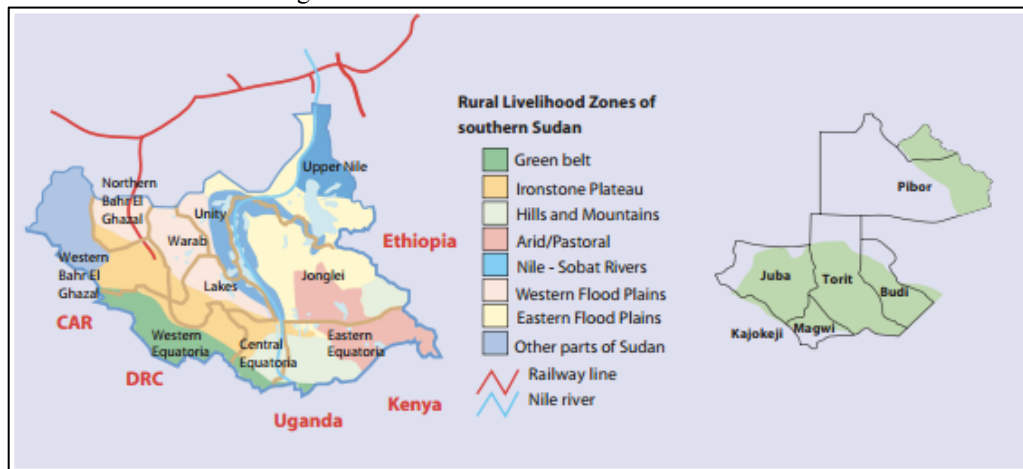 Rural Livelihood Zones of
southern Sudan
Green belt
Ironstone Plateau
Hills and Mountains
Arid/Pastoral
Nile - Sobat Rivers
Western Flood Plains
Eastern Flood Plains
Other parts of Sudan
Railway line
Nile river
Upper Nile
Northern
Bahr El
Ghazal
Unity
Warab
Ethiopia
Western
Bahr El
Ghazal
Lakes
Jonglei
CAR
Western
Equatoria
Central
Equatoria
Eastern
Equatoria
DRC
Uganda
Kenya
Pibor
Juba
Torit
Budi
Kajokeji
Magwi